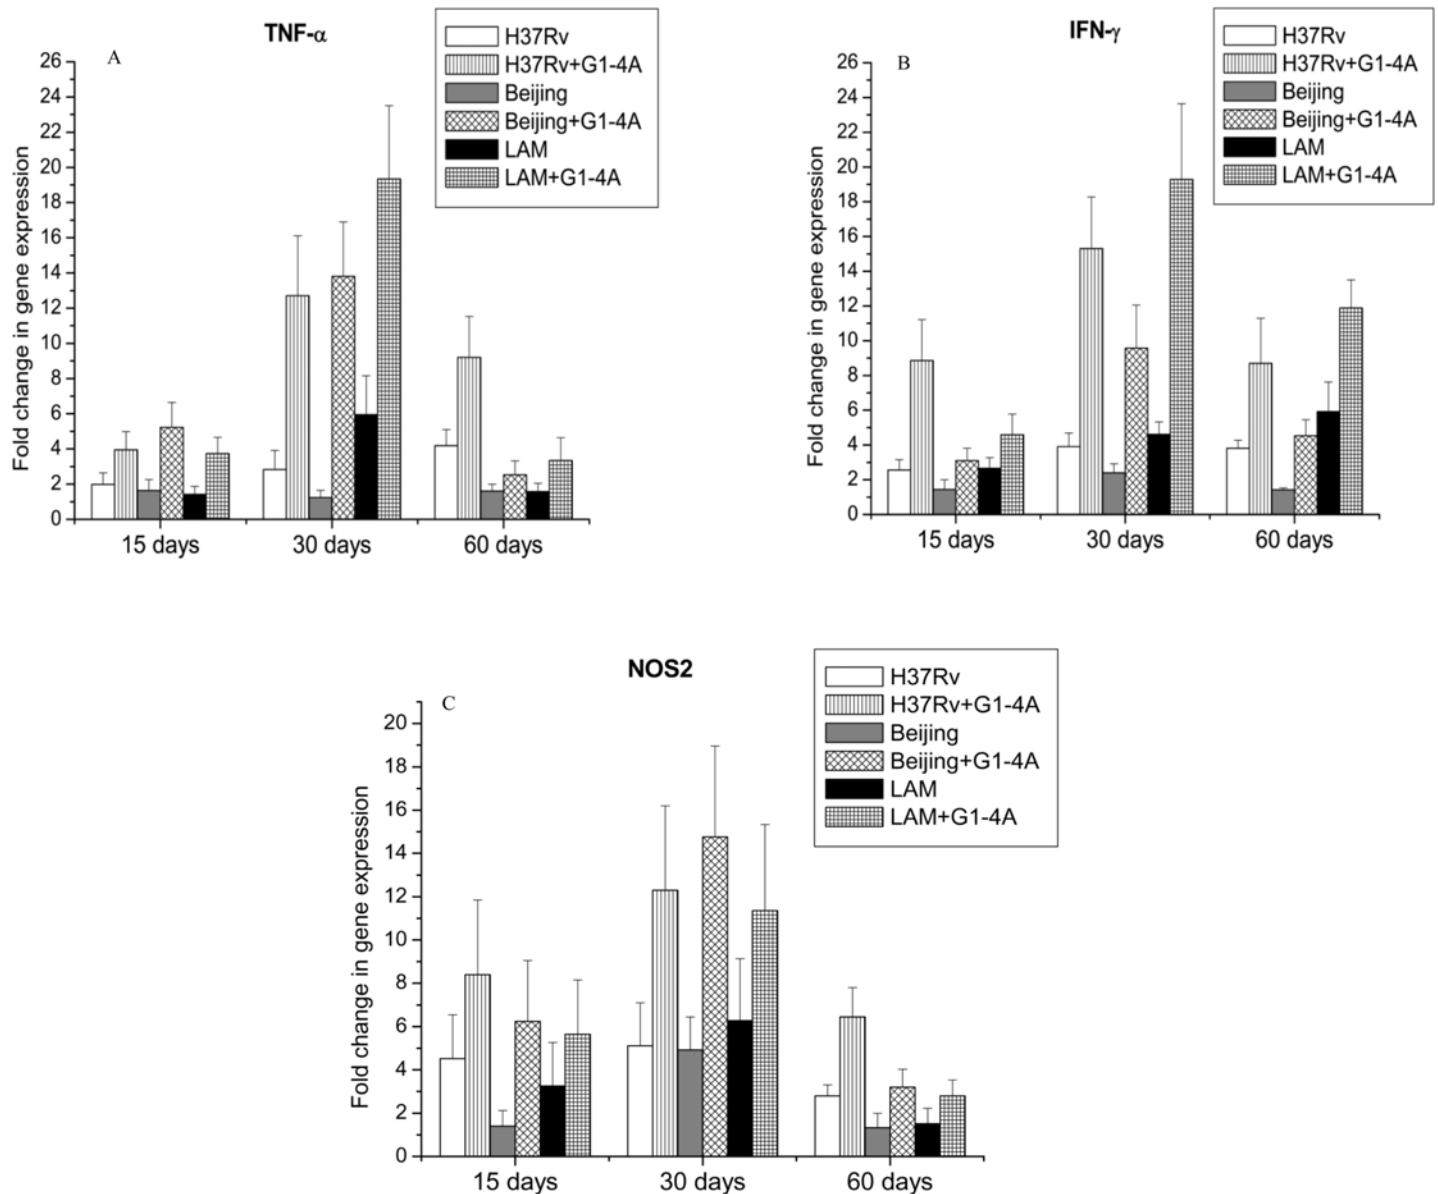 TNF-α
A
H37Rv
H37Rv+G1-4A
Beijing
Beijing+G1-4A
LAM
LAM+G1-4A
Fold change in gene expression
26
24
22
20
18
16
14
12
10
8
6
4
2
0
15 days
30 days
60 days
IFN-γ
B
H37Rv
H37Rv+G1-4A
Beijing
Beijing+G1-4A
LAM
LAM+G1-4A
Fold change in gene expression
26
24
22
20
18
16
14
12
10
8
6
4
2
0
15 days
30 days
60 days
NOS2
C
H37Rv
H37Rv+G1-4A
Beijing
Beijing+G1-4A
LAM
LAM+G1-4A
Fold change in gene expression
20
18
16
14
12
10
8
6
4
2
0
15 days
30 days
60 days